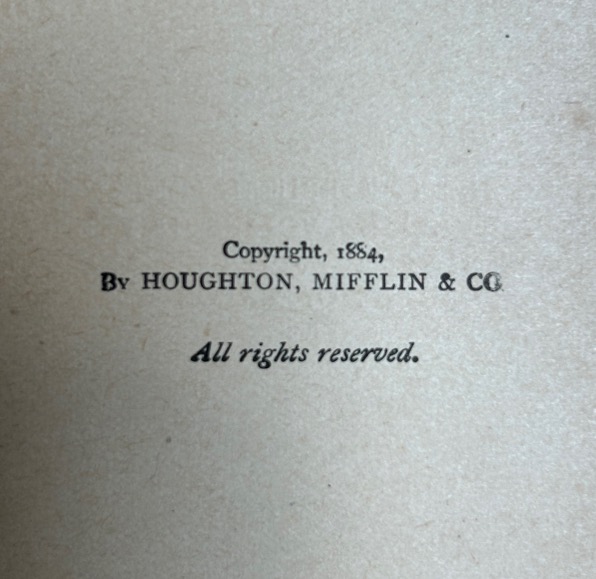 Copyright, 1884,
By HOUGHTON, MIFFLIN & CO
All rights reserved.